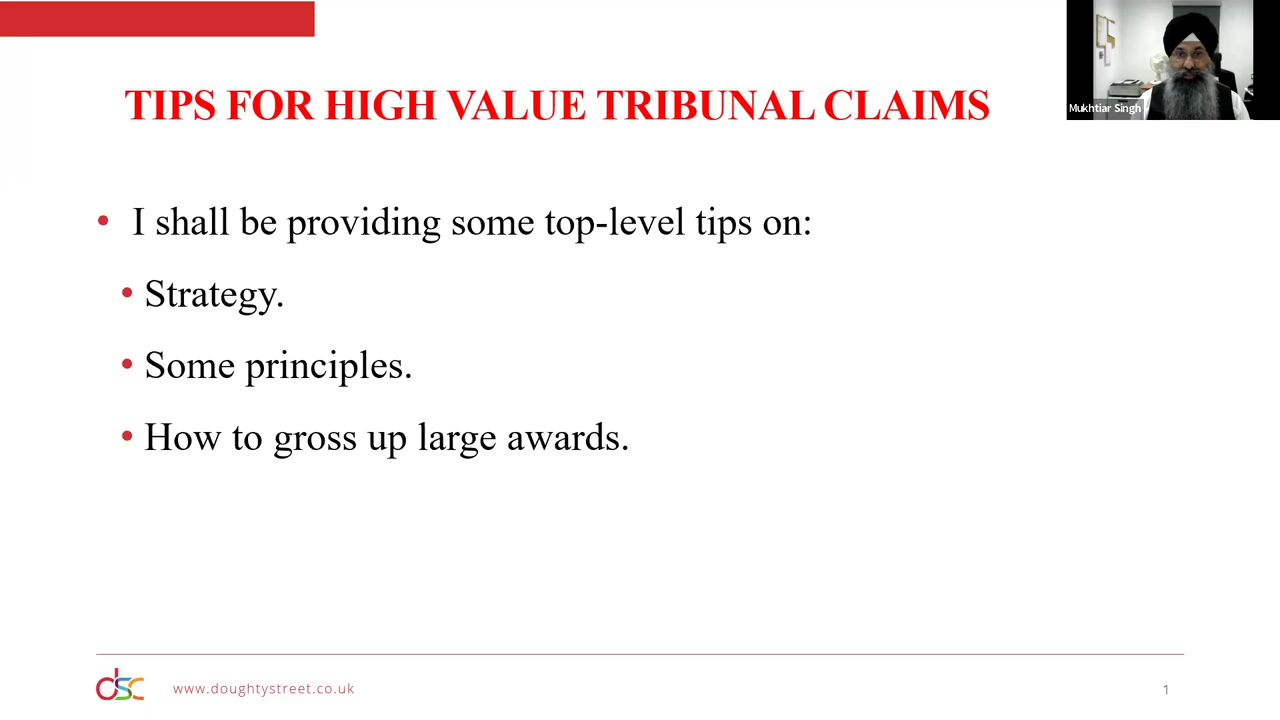 TIPS FOR HIGH VALUE TRIBUNAL CLAIMS
Mukhtiar Singh
• I shall be providing some top-level tips on:
• Strategy.
• Some principles.
• How to gross up large awards.
dsc www.doughtystreet.co.uk 1